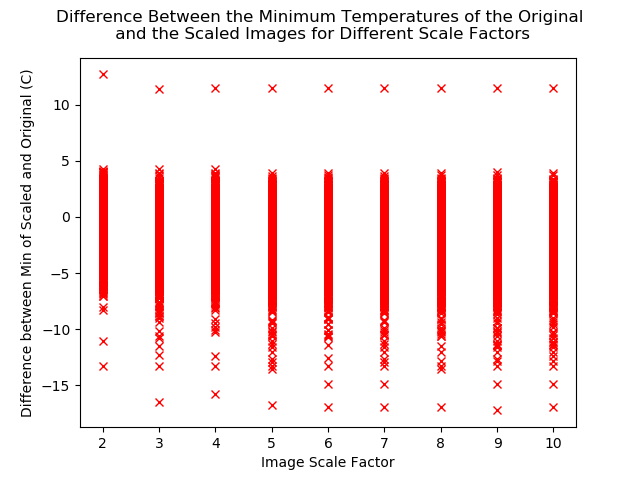 Difference Between the Minimum Temperatures of the Original
and the Scaled Images for Different Scale Factors
Difference between Min of Scaled and Original (C)
10
5
0
−5
−10
−15
2 3 4 5 6 7 8 9 10
Image Scale Factor